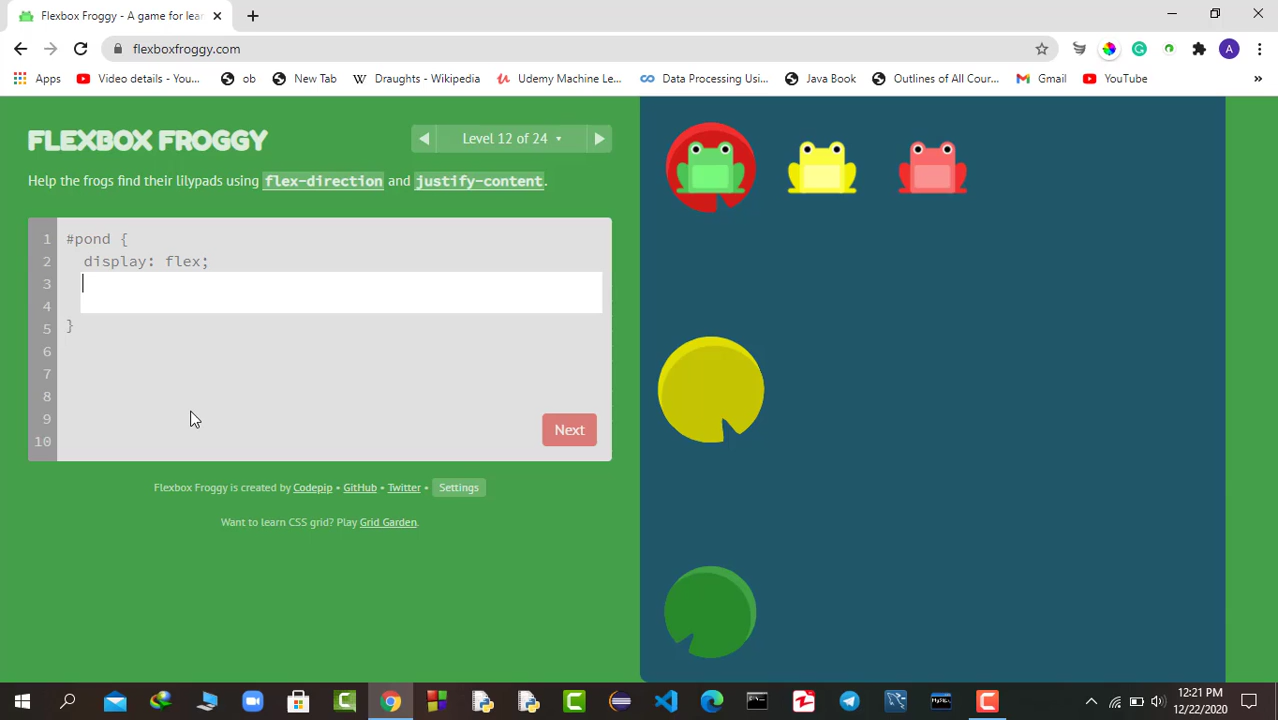 Flexbox Froggy - A game for lea
flexboxfroggy.com
A
Apps
Video details - You...
ob
New Tab
Draughts - Wikipedia
Udemy Machine Le...
Data Processing Usi...
Java Book
Outlines of All Cour...
Gmail
YouTube
»
FLEXBOX FROGGY
Level 12 of 24
Help the frogs find their lilypads using flex-direction and justify-content.
1 #pond {
2 display: flex;
3
4
5 }
6
7
8
9
10
Next
Flexbox Froggy is created by Codepip • GitHub • Twitter • Settings
Want to learn CSS grid? Play Grid Garden.
12:21 PM
12/22/2020